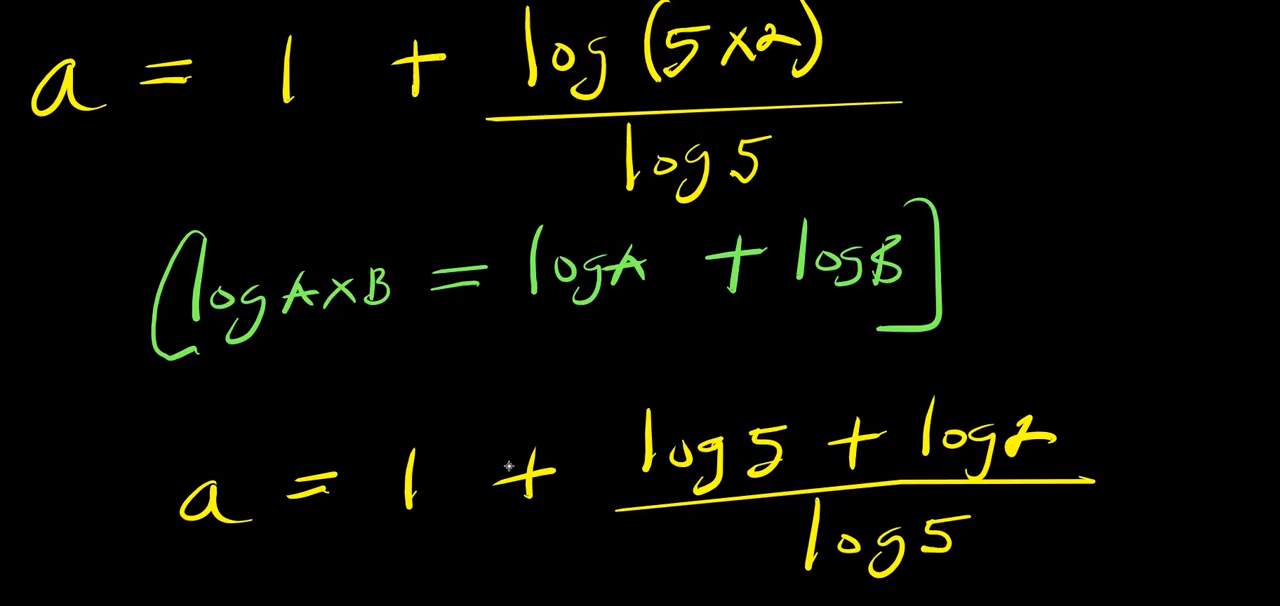 a = 1 + log (5×2)
log 5
(log A×B = log A + log B]
a = 1 + log 5 + log 2
log 5